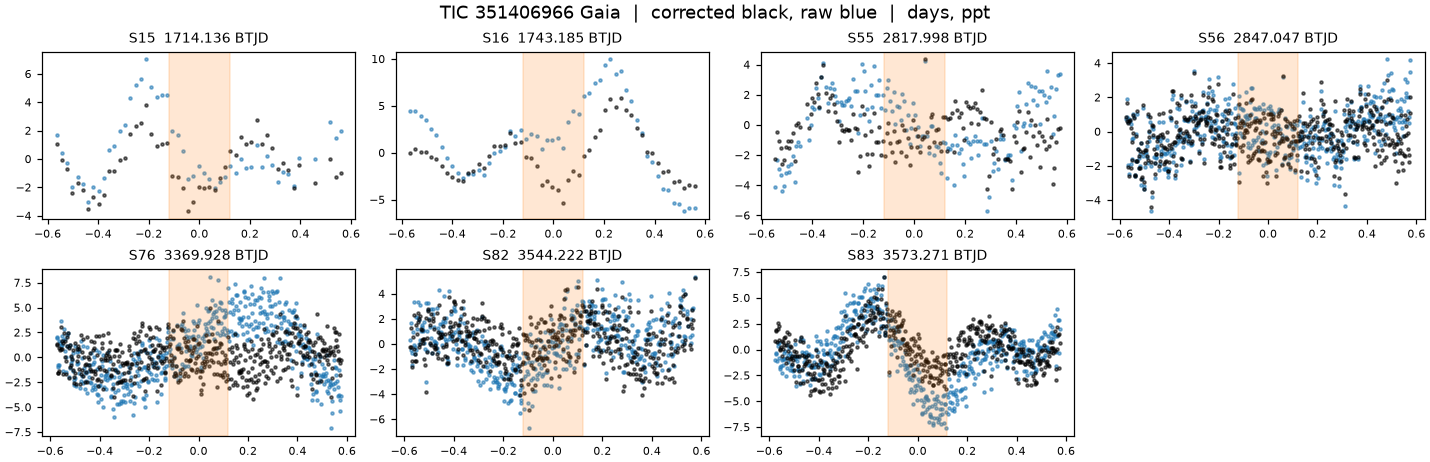 TIC 351406966 Gaia | corrected black, raw blue | days, ppt
S15 1714.136 BTJD
S16 1743.185 BTJD
S55 2817.998 BTJD
S56 2847.047 BTJD
6
4
2
0
−2
−4
10
5
0
−5
4
2
0
−2
−4
−6
4
2
0
−2
−4
−0.6 −0.4 −0.2 0.0 0.2 0.4 0.6
−0.6 −0.4 −0.2 0.0 0.2 0.4 0.6
−0.6 −0.4 −0.2 0.0 0.2 0.4 0.6
−0.6 −0.4 −0.2 0.0 0.2 0.4 0.6
S76 3369.928 BTJD
S82 3544.222 BTJD
S83 3573.271 BTJD
7.5
5.0
2.5
0.0
−2.5
−5.0
−7.5
4
2
0
−2
−4
−6
7.5
5.0
2.5
0.0
−2.5
−5.0
−7.5
−0.6 −0.4 −0.2 0.0 0.2 0.4 0.6
−0.6 −0.4 −0.2 0.0 0.2 0.4 0.6
−0.6 −0.4 −0.2 0.0 0.2 0.4 0.6